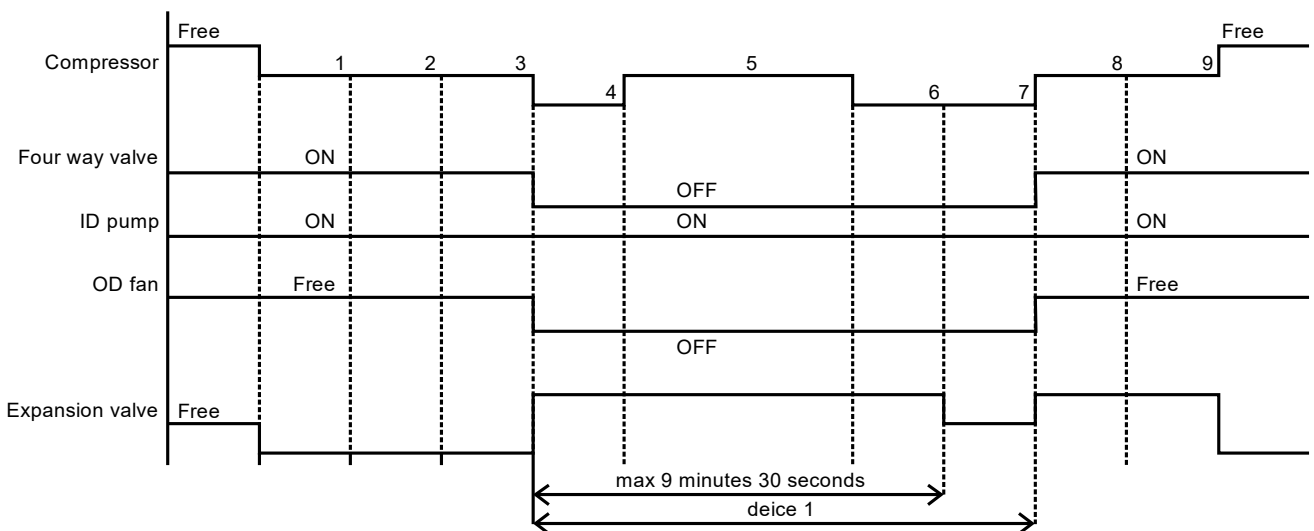 Free Free
Compressor 1 2 3 5 8 9
4 6 7
Four way valve ON ON
OFF
ID pump ON ON ON
OD fan Free Free
OFF
Expansion valve Free
max 9 minutes 30 seconds
deice 1